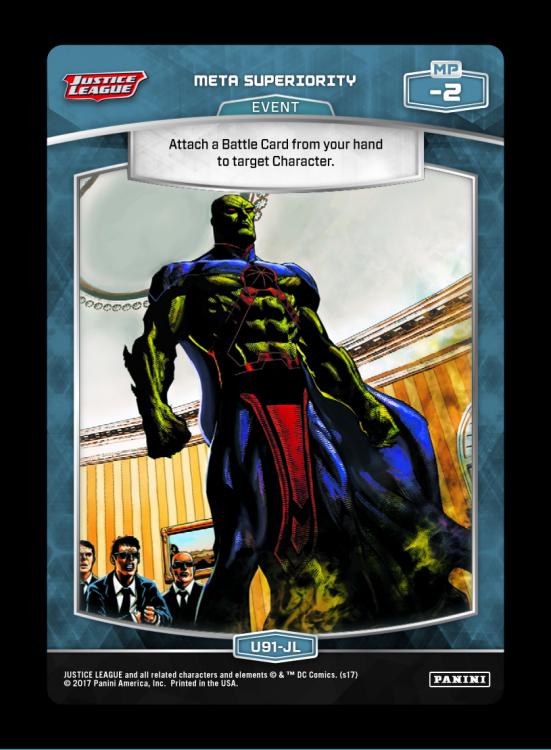 JUSTICE
LEAGUE
META SUPERIORITY
MP
-2
EVENT
Attach a Battle Card from your hand
to target Character.
U91-JL
JUSTICE LEAGUE and all related characters and elements © & ™ DC Comics. (s17)
© 2017 Panini America, Inc. Printed in the USA.
PANINI